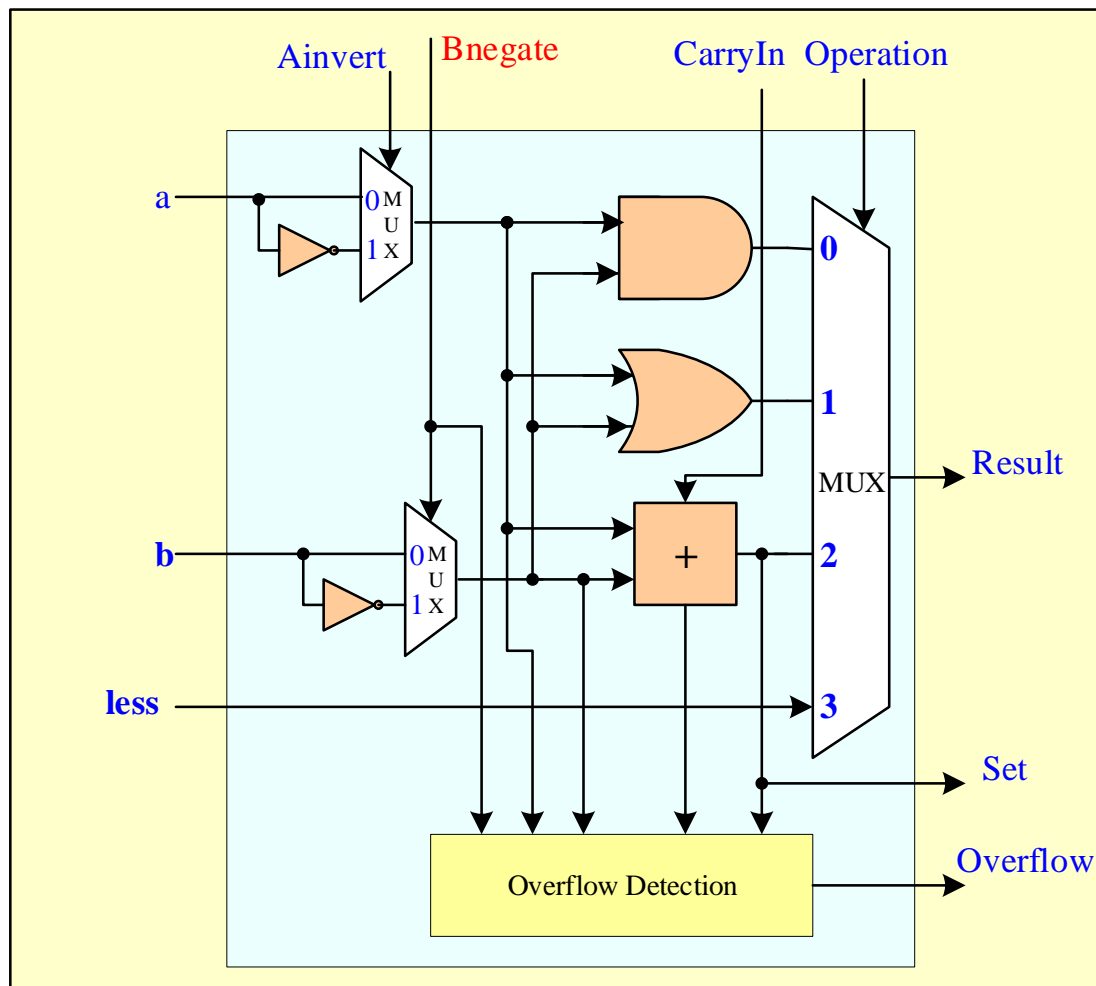 Bnegate
CarryIn Operation
Ainvert
a
0
M
U
1 X
0
1
Result
MUX
b
0 M
U
+
2
1 X
less
3
Set
Overflow
Overflow Detection